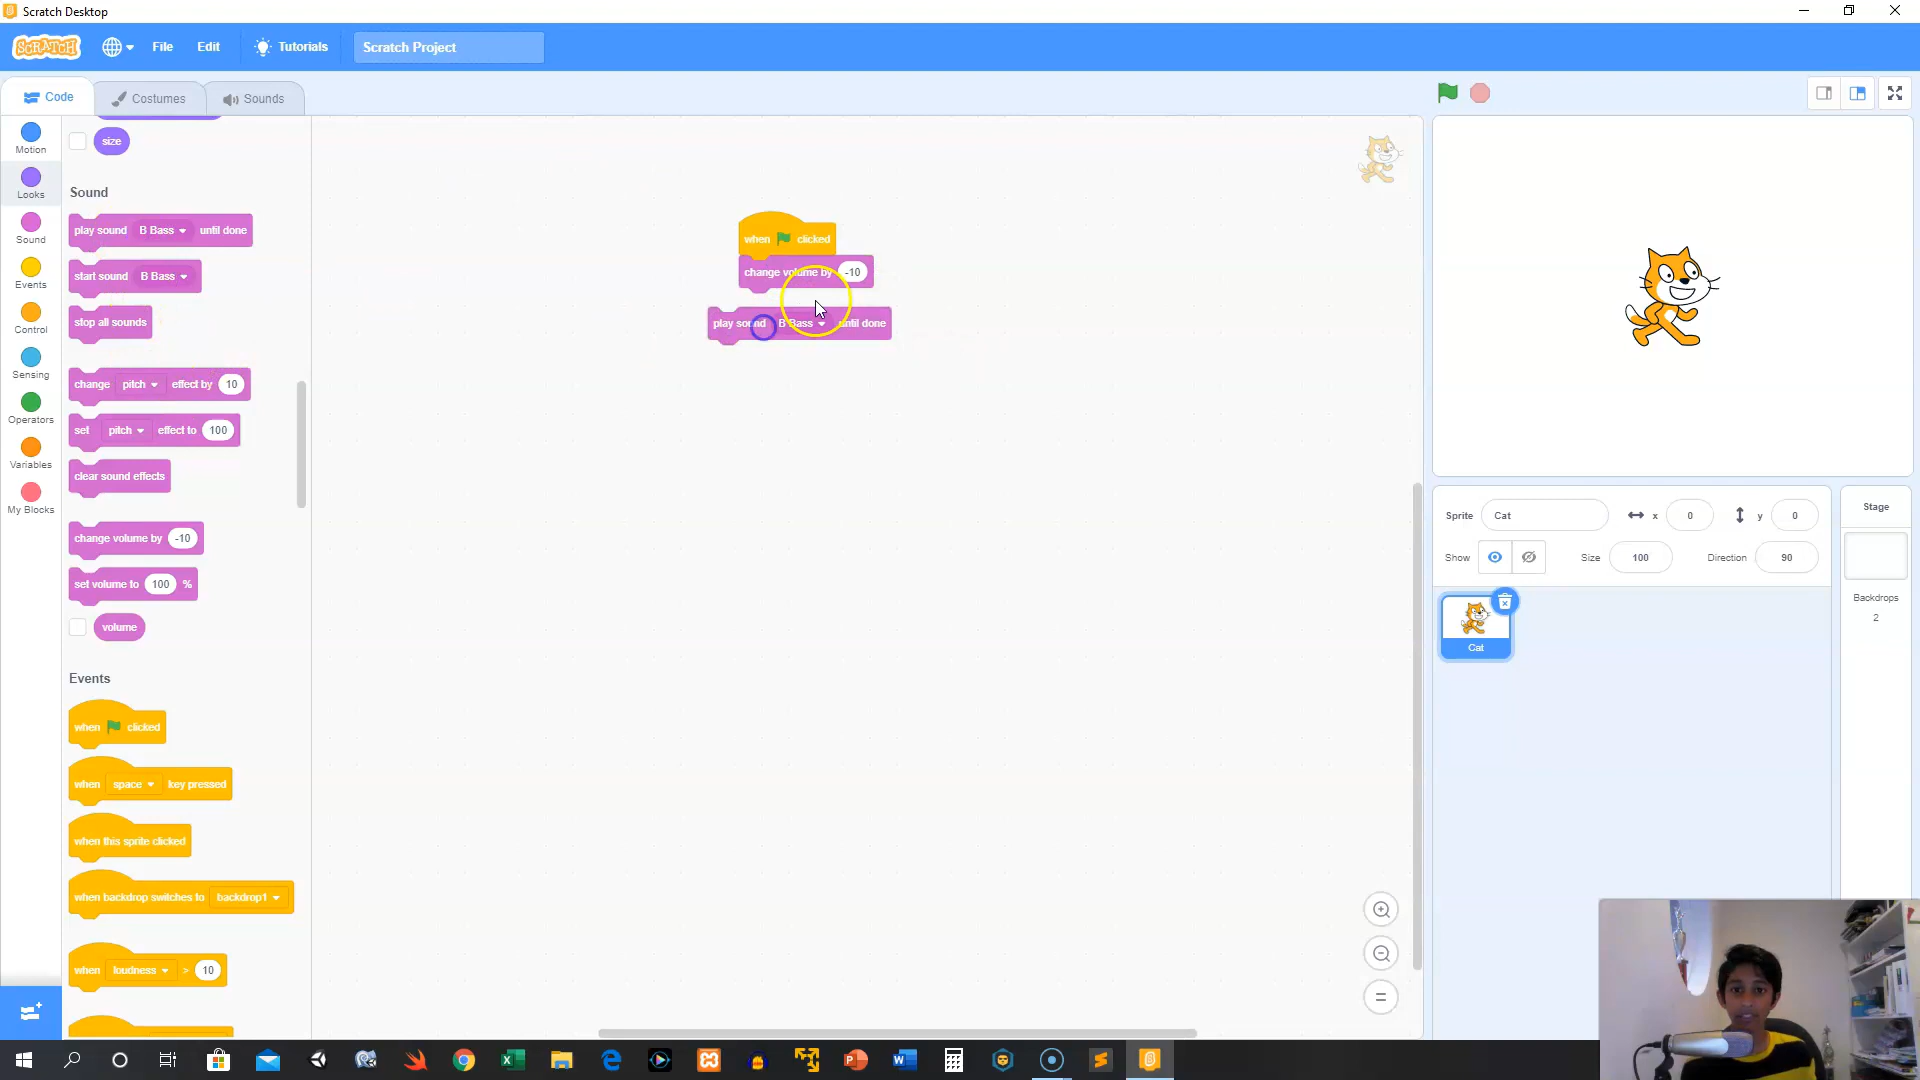 Scratch Desktop
SCRATCH File Edit Tutorials Scratch Project
Code Costumes Sounds
Motion
Looks
Sound
Events
Control
Sensing
Operators
Variables
My Blocks
size
Sound
play sound B Bass until done
start sound B Bass
stop all sounds
change pitch effect by 10
set pitch effect to 100
clear sound effects
change volume by -10
set volume to 100 %
volume
Events
when clicked
when space key pressed
when this sprite clicked
when backdrop switches to backdrop1
when loudness > 10
when clicked
change volume by -10
play sound B Bass until done
Sprite Cat x 0 y 0
Show Size 100 Direction 90
Cat
Stage
Backdrops
2